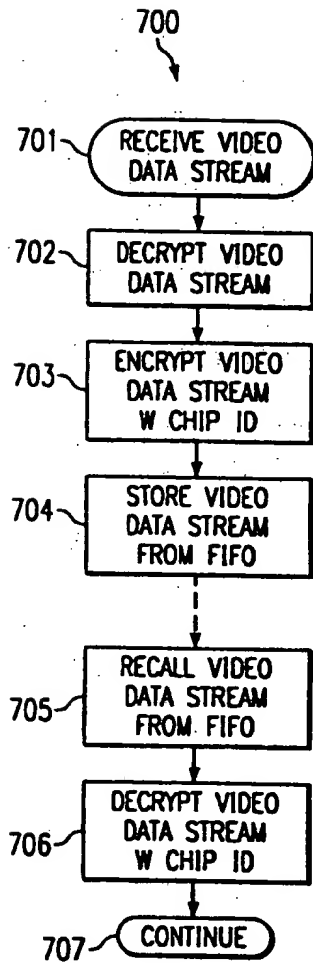 700
701
RECEIVE VIDEO
DATA STREAM
702
DECRYPT VIDEO
DATA STREAM
703
ENCRYPT VIDEO
DATA STREAM
W CHIP ID
704
STORE VIDEO
DATA STREAM
FROM FIFO
705
RECALL VIDEO
DATA STREAM
FROM FIFO
706
DECRYPT VIDEO
DATA STREAM
W CHIP ID
707
CONTINUE